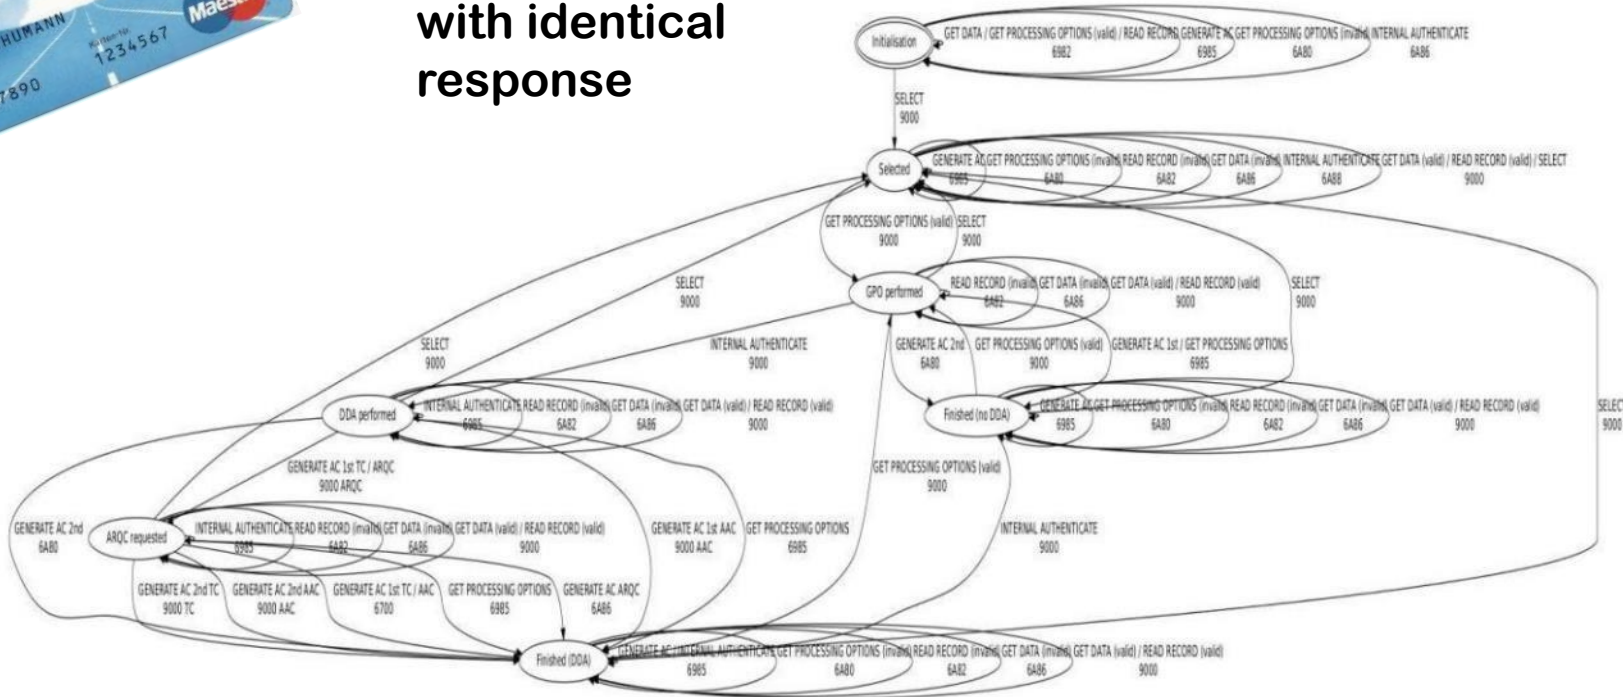 HUMANN
Maes
1234567
7890
with identical
response
Initialisation
GET DATA / GET PROCESSING OPTIONS (valid) / READ RECORD
6982
GENERATE AC
6985
GET PROCESSING OPTIONS (invalid)
6A80
INTERNAL AUTHENTICATE
6A86
SELECT
9000
Selected
GENERATE AC
6985
GET PROCESSING OPTIONS (invalid)
6A80
READ RECORD (invalid)
6A82
GET DATA (invalid)
6A86
INTERNAL AUTHENTICATE
6A88
GET DATA (valid) / READ RECORD (valid) / SELECT
9000
GET PROCESSING OPTIONS (valid)
9000
SELECT
9000
SELECT
9000
GPO performed
READ RECORD (invalid)
6A82
GET DATA (invalid)
6A86
GET DATA (valid) / READ RECORD (valid)
9000
SELECT
9000
SELECT
9000
INTERNAL AUTHENTICATE
9000
GENERATE AC 2nd
6A80
GET PROCESSING OPTIONS (valid)
9000
GENERATE AC 1st / GET PROCESSING OPTIONS
6985
DDA performed
INTERNAL AUTHENTICATE
6985
READ RECORD (invalid)
6A82
GET DATA (invalid)
6A86
GET DATA (valid) / READ RECORD (valid)
9000
Finished (no DDA)
GENERATE AC
6985
GET PROCESSING OPTIONS (invalid)
6A80
READ RECORD (invalid)
6A82
GET DATA (invalid)
6A86
GET DATA (valid) / READ RECORD (valid)
9000
SELECT
9000
GENERATE AC 1st TC / ARQC
9000 ARQC
GET PROCESSING OPTIONS (valid)
9000
GENERATE AC 2nd
6A80
ARQC requested
INTERNAL AUTHENTICATE
6985
READ RECORD (invalid)
6A82
GET DATA (invalid)
6A86
GET DATA (valid) / READ RECORD (valid)
9000
GENERATE AC 1st AAC
9000 AAC
GET PROCESSING OPTIONS
6985
INTERNAL AUTHENTICATE
9000
GENERATE AC 2nd TC
9000 TC
GENERATE AC 2nd AAC
9000 AAC
GENERATE AC 1st TC / AAC
6700
GET PROCESSING OPTIONS
6985
GENERATE AC ARQC
6A86
Finished (DDA)
GENERATE AC / INTERNAL AUTHENTICATE
6985
GET PROCESSING OPTIONS (invalid)
6A80
READ RECORD (invalid)
6A82
GET DATA (invalid)
6A86
GET DATA (valid) / READ RECORD (valid)
9000